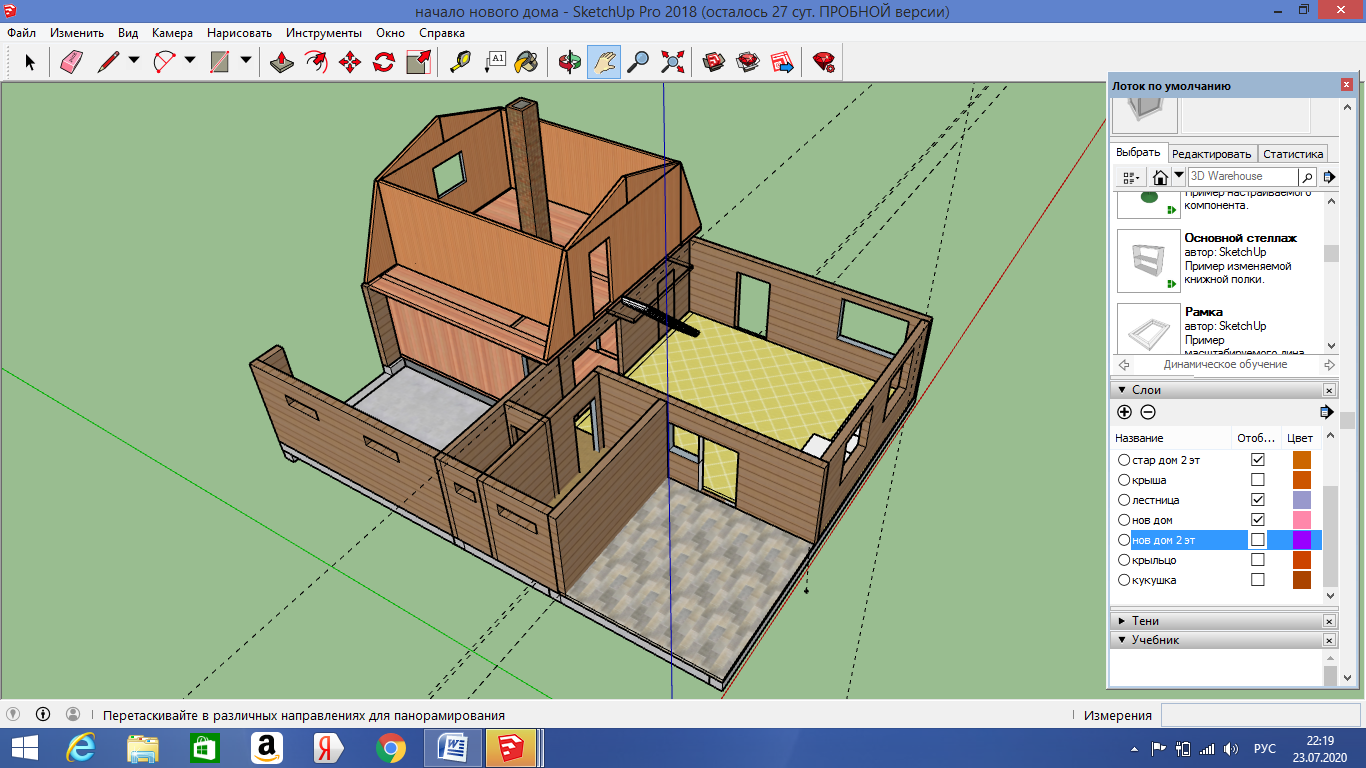 начало нового дома - SketchUp Pro 2018 (осталось 27 сут. ПРОБНОЙ версии)
Файл Изменить Вид Камера Нарисовать Инструменты Окно Справка
A1
Лоток по умолчанию
Выбрать Редактировать Статистика
3D Warehouse
Пример настраиваемого
компонента.
Основной стеллаж
автор: SketchUp
Пример изменяемой
книжной полки.
Рамка
автор: SketchUp
Пример
масштабируемого дина
Динамическое обучение
Слои
Название Отоб... Цвет
стар дом 2 эт
крыша
лестница
нов дом
нов дом 2 эт
крыльцо
кукушка
Тени
Учебник
Перетаскивайте в различных направлениях для панорамирования
Измерения
РУС
22:19
23.07.2020